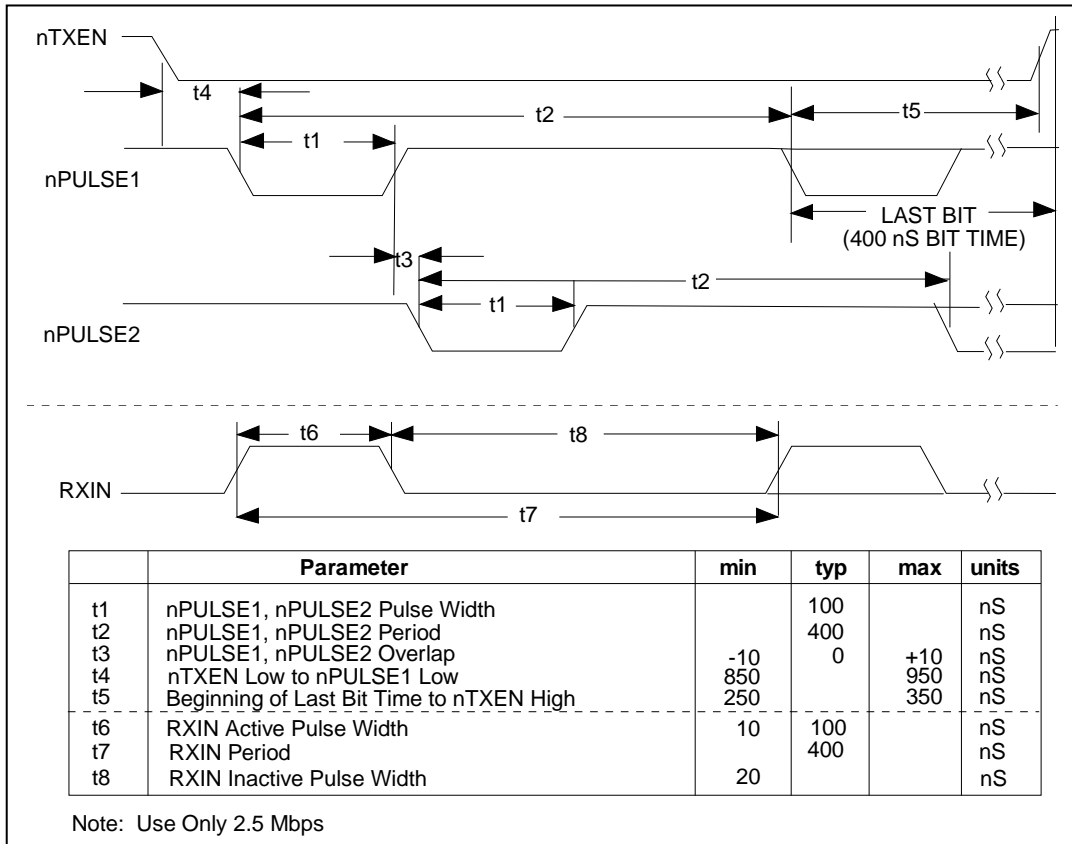 nTXEN
t4
t2
t5
t1
nPULSE1
LAST BIT
(400 nS BIT TIME)
t3
t2
t1
nPULSE2
t6
t8
RXIN
t7
Parameter min typ max units
t1 nPULSE1, nPULSE2 Pulse Width 100 nS
t2 nPULSE1, nPULSE2 Period 400 nS
t3 nPULSE1, nPULSE2 Overlap -10 0 +10 nS
t4 nTXEN Low to nPULSE1 Low 850 950 nS
t5 Beginning of Last Bit Time to nTXEN High 250 350 nS
t6 RXIN Active Pulse Width 10 100 nS
t7 RXIN Period 400 nS
t8 RXIN Inactive Pulse Width 20 nS
Note: Use Only 2.5 Mbps